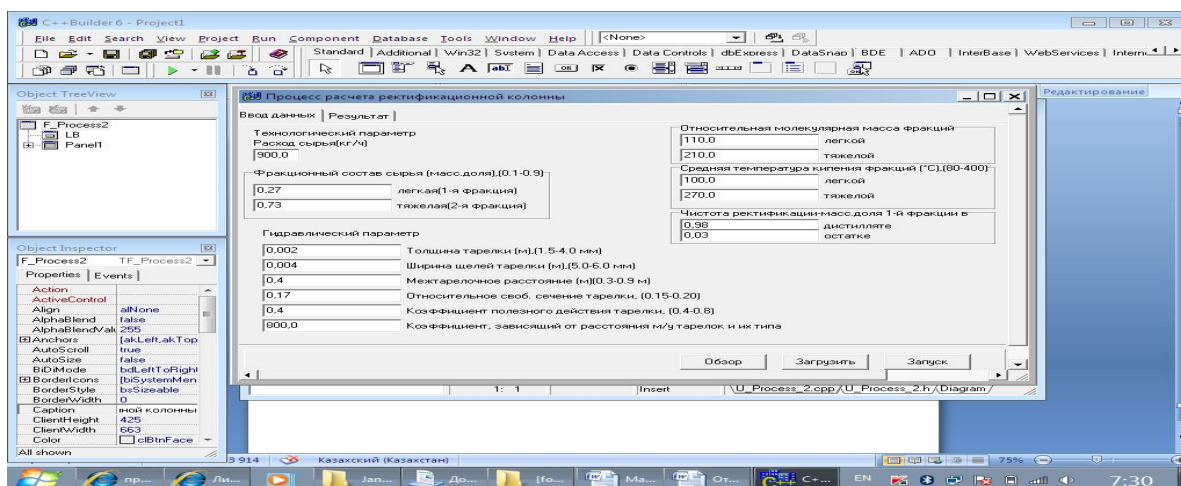 C++Builder 6 - Project1
File Edit Search View Project Run Component Database Tools Window Help <None>
Standard Additional Win32 System Data Access Data Controls dbExpress DataSnap BDE ADO InterBase WebServices
Object TreeView
F_Process2
LB
Panel1
Редактирование
Процесс расчета ректификационной колонны
Ввод данных Результат
Технологический параметр
Расход сырья(кг/ч)
900,0
Фракционный состав сырья (масс.доля),(0.1-0.9)
0,27 легкая(1-я фракция)
0,73 тяжелая(2-я фракция)
Относительная молекулярная масса фракций
110,0 легкой
210,0 тяжелой
Средняя температура кипения фракций (°С),(80-400)
100,0 легкой
270,0 тяжелой
Чистота ректификации-масс.доля 1-й фракции в
0,98 дистилляте
0,03 остатке
Гидравлический параметр
0,002 Толщина тарелки (м),(1.5-4.0 мм)
0,004 Ширина щелей тарелки (м),(5.0-6.0 мм)
0,4 Межтарелочное расстояние (м)(0.3-0.9 м)
0,17 Относительное своб. сечение тарелки, (0.15-0.20)
0,4 Коэффициент полезного действия тарелки, (0.4-0.8)
800,0 Коэффициент, зависящий от расстояния м/у тарелок и их типа
Обзор Загрузить Запуск
1: 1 Insert \U_Process_2.cpp/U_Process_2.h/Diagram/
Object Inspector
F_Process2 TF_Process2
Properties Events
Action
ActiveControl
Align alNone
AlphaBlend false
AlphaBlendVal 255
Anchors [akLeft,akTop
AutoScroll true
AutoSize false
BiDiMode bdLeftToRight
BorderIcons [biSystemMen
BorderStyle bsSizeable
BorderWidth 0
Caption иной колонны
ClientHeight 425
ClientWidth 663
Color clBtnFace
All shown
3 914 Казахский (Казахстан) 75%
пр... Ли... Jan... До... [fo... Ma... От... C+... EN 7:30